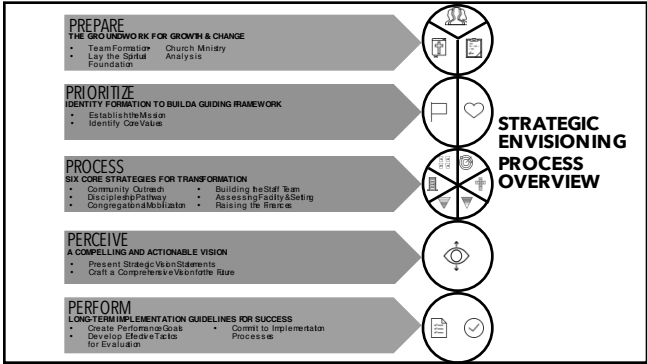 PREPARE
THE GROUNDWORK FOR GROWTH & CHANGE
• Team Formation
• Lay the Spiritual Foundation
• Church Ministry Analysis
PRIORITIZE
IDENTITY FORMATION TO BUILD A GUIDING FRAMEWORK
• Establish the Mission
• Identify Core Values
PROCESS
SIX CORE STRATEGIES FOR TRANSFORMATION
• Community Outreach
• Discipleship Pathway
• Congregational Mobilization
• Building the Staff Team
• Assessing Facility & Setting
• Raising the Finances
PERCEIVE
A COMPELLING AND ACTIONABLE VISION
• Present Strategic Vision Statements
• Craft a Comprehensive Vision for the Future
PERFORM
LONG-TERM IMPLEMENTATION GUIDELINES FOR SUCCESS
• Create Performance Goals
• Develop Effective Tactics
for Evaluation
• Commit to Implementation
Processes
STRATEGIC
ENVISIONING
PROCESS
OVERVIEW